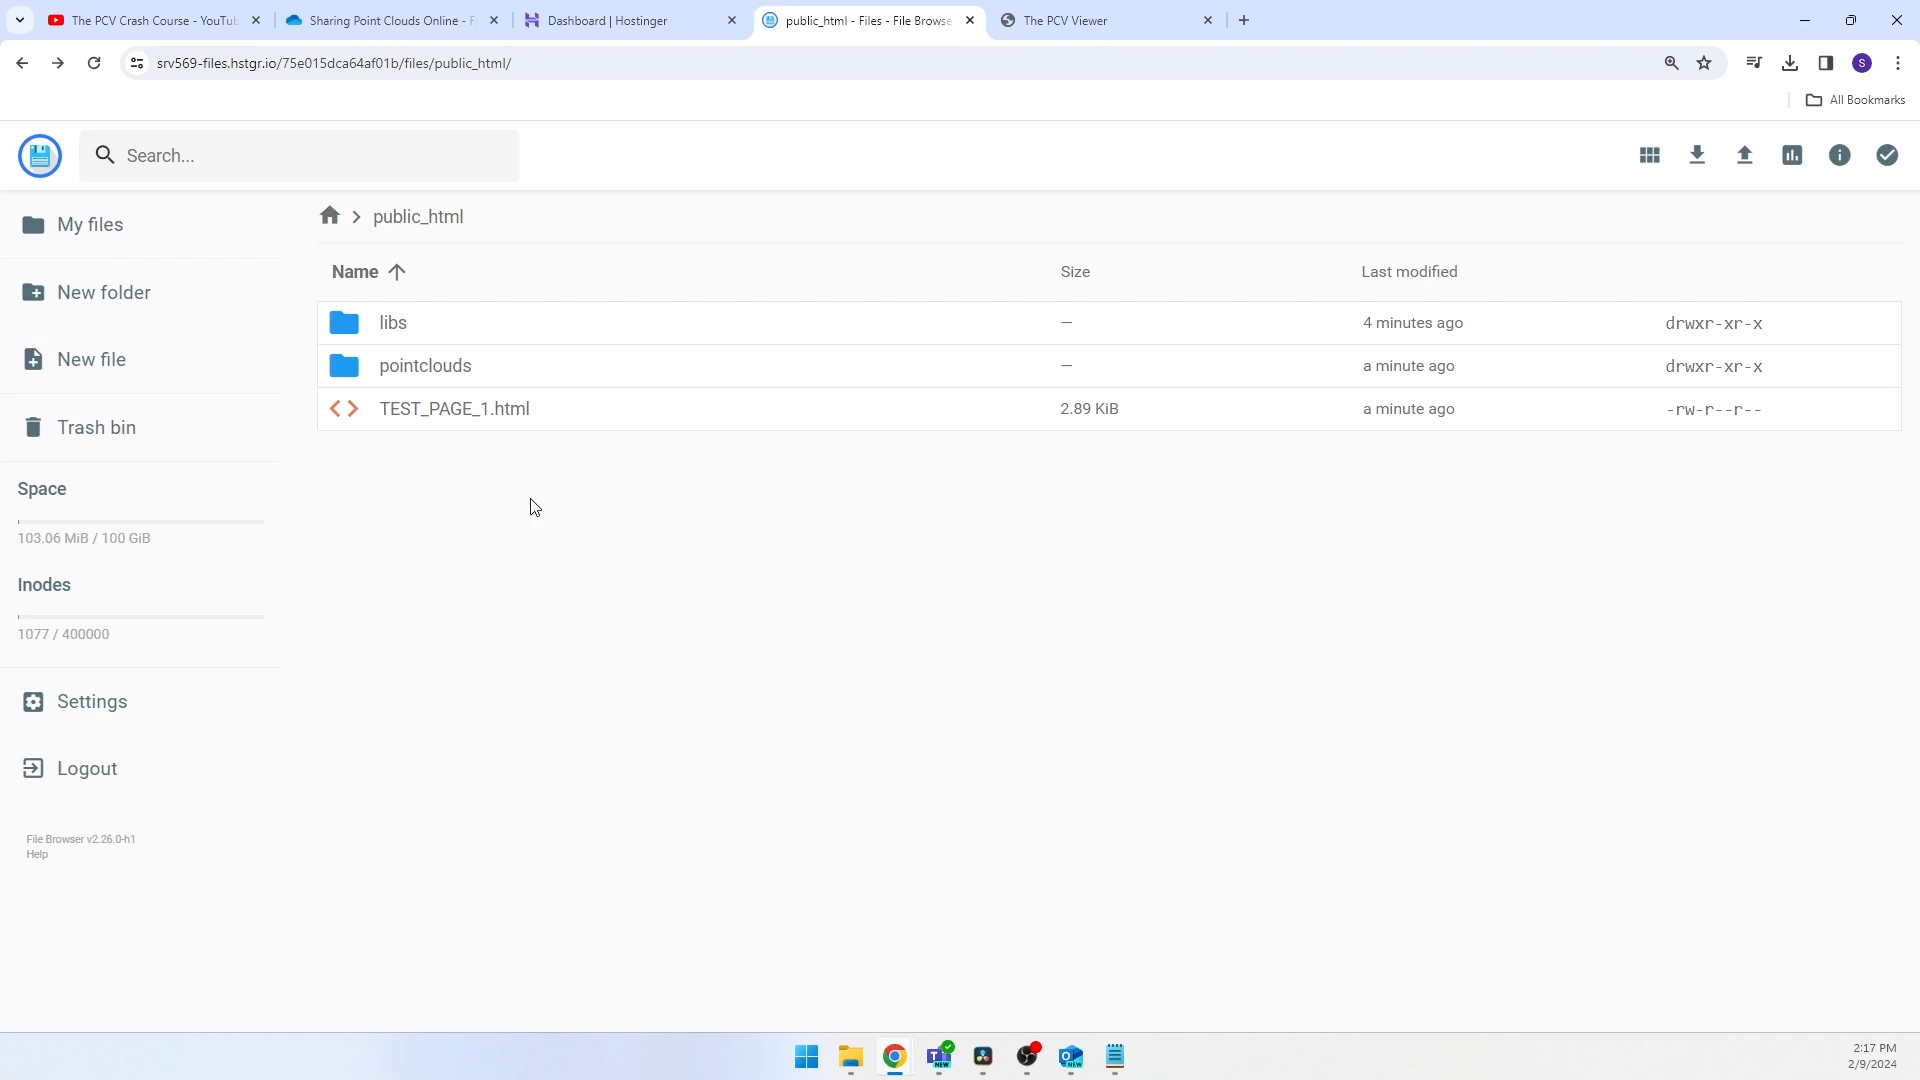 The PCV Crash Course - YouTu
Sharing Point Clouds Online - F
Dashboard | Hostinger
public_html - Files - File Browse
The PCV Viewer
srv569-files.hstgr.io/75e015dca64af01b/files/public_html/
S
All Bookmarks
Search...
My files
New folder
New file
Trash bin
Space
103.06 MiB / 100 GiB
Inodes
1077 / 400000
Settings
Logout
File Browser v2.26.0-h1
Help
public_html
Name Size Last modified
libs — 4 minutes ago drwxr-xr-x
pointclouds — a minute ago drwxr-xr-x
TEST_PAGE_1.html 2.89 KiB a minute ago -rw-r--r--
NEW
NEW
2:17 PM
2/9/2024